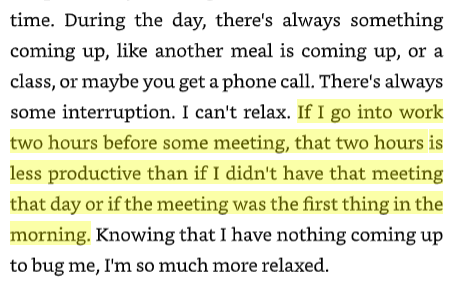 time. During the day, there's always something
coming up, like another meal is coming up, or a
class, or maybe you get a phone call. There's always
some interruption. I can't relax. If I go into work
two hours before some meeting, that two hours is
less productive than if I didn't have that meeting
that day or if the meeting was the first thing in the
morning. Knowing that I have nothing coming up
to bug me, I'm so much more relaxed.